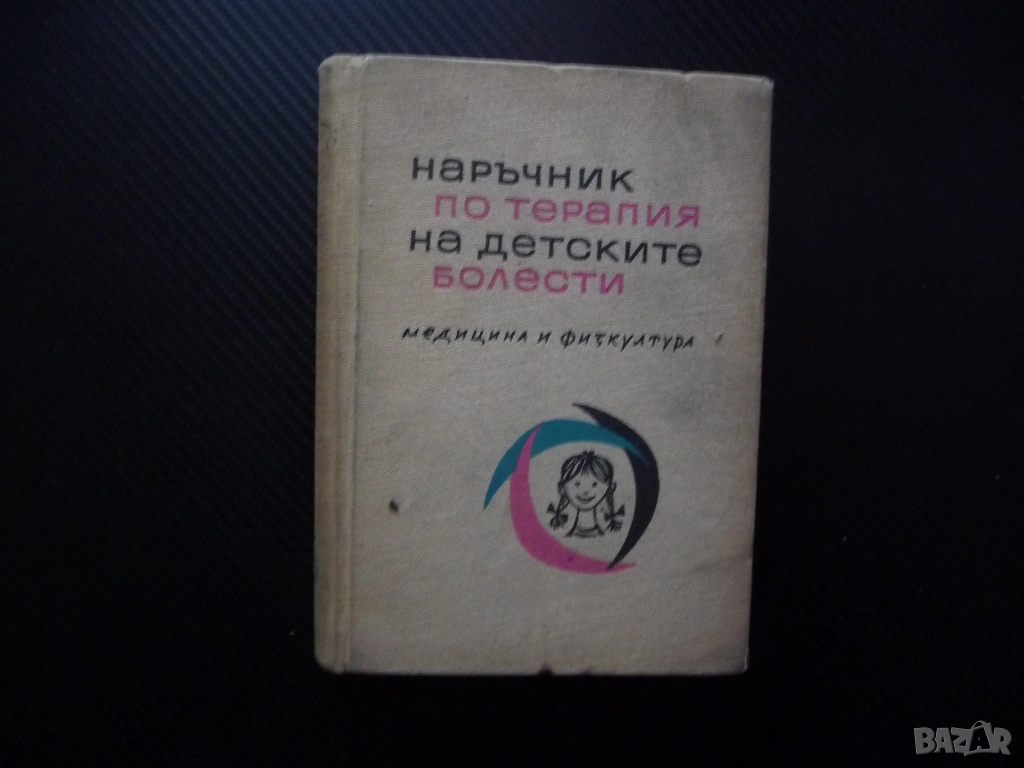 наръчник
по терапия
на детските
болести
медицина и физкултура
BAZAR